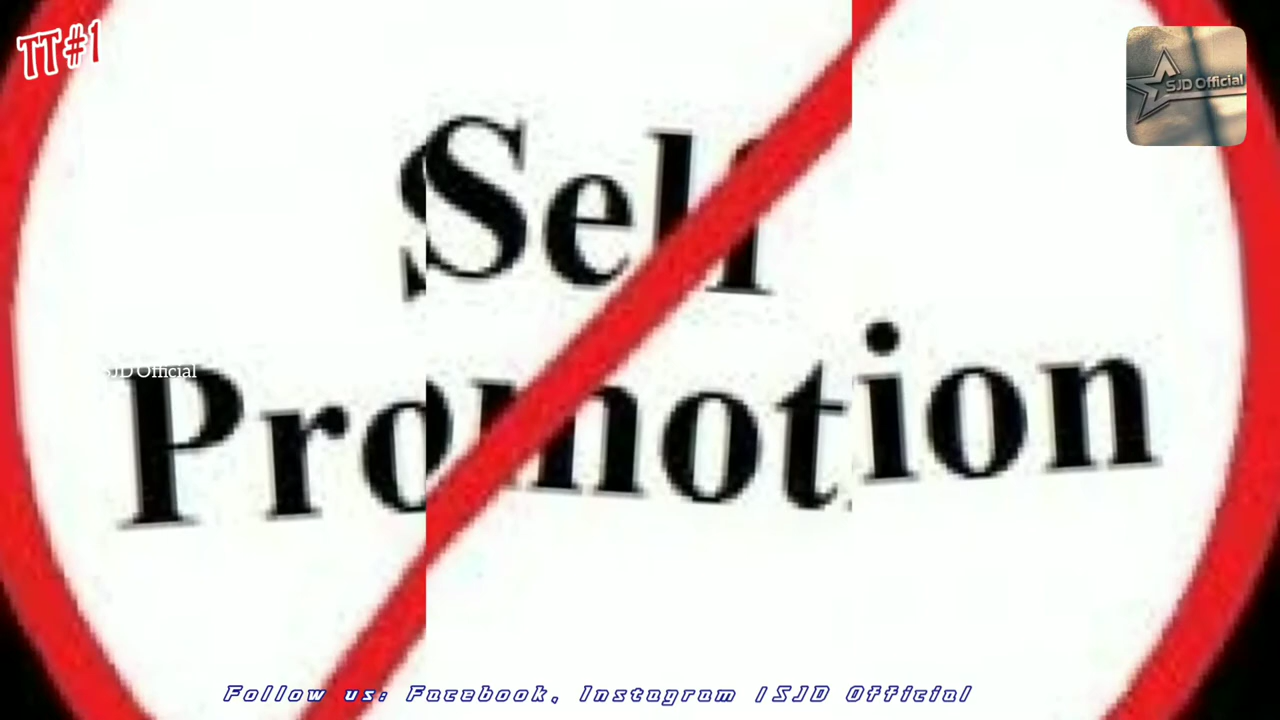 TT#1
SJD Official
Self
SJD Official
Promotion
Follow us: Facebook, Instagram |SJD Official